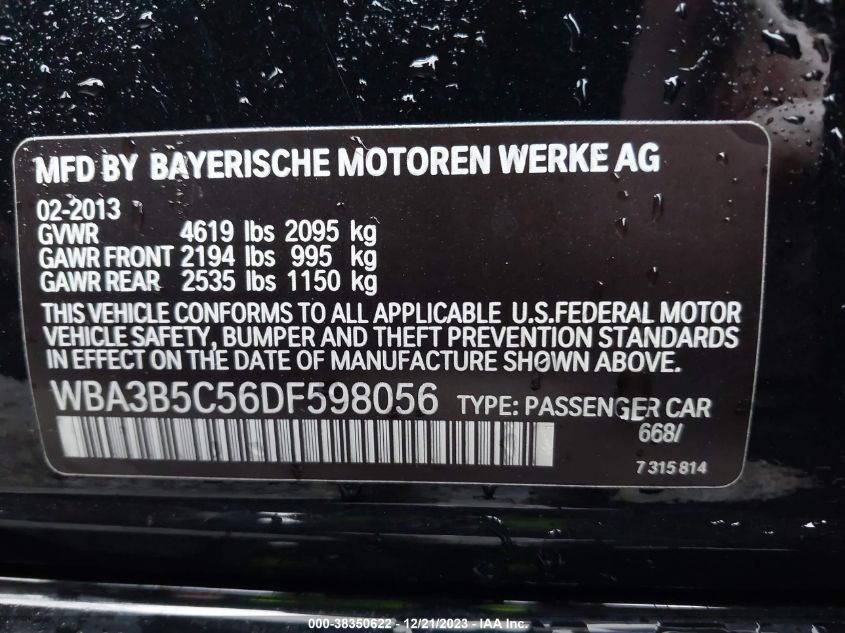 MFD BY BAYERISCHE MOTOREN WERKE AG
02-2013
GVWR 4619 lbs 2095 kg
GAWR FRONT 2194 lbs 995 kg
GAWR REAR 2535 lbs 1150 kg
THIS VEHICLE CONFORMS TO ALL APPLICABLE U.S.FEDERAL MOTOR
VEHICLE SAFETY, BUMPER AND THEFT PREVENTION STANDARDS
IN EFFECT ON THE DATE OF MANUFACTURE SHOWN ABOVE.
WBA3B5C56DF598056 TYPE: PASSENGER CAR
668/
7 315 814
000-38350622 - 12/21/2023 - IAA Inc.